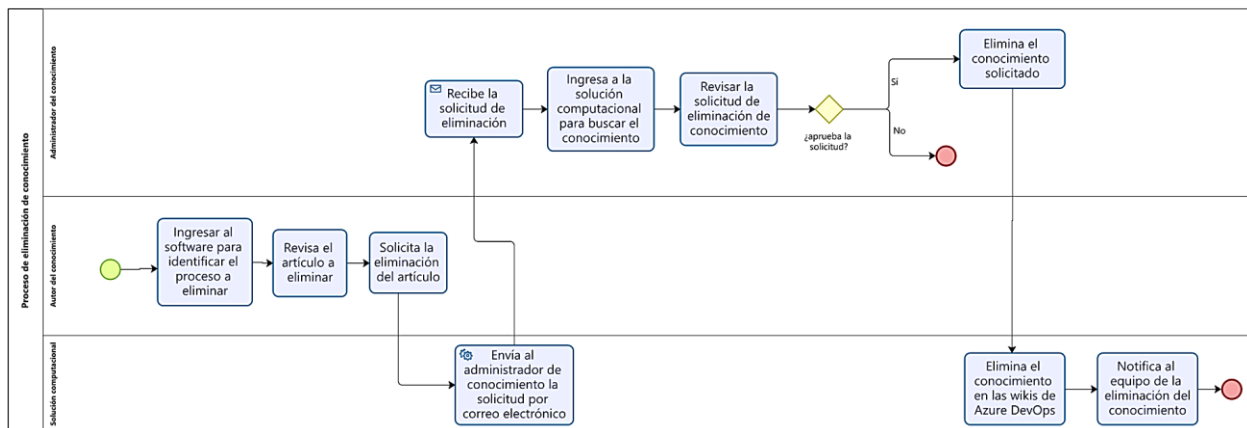 Proceso de eliminación de conocimiento
Administrador del conocimiento
Recibe la
solicitud de
eliminación
Ingresa a la
solución
computacional
para buscar el
conocimiento
Revisar la
solicitud de
eliminación de
conocimiento
¿aprueba la
solicitud?
Si
No
Elimina el
conocimiento
solicitado
Autor del conocimiento
Ingresar al
software para
identificar el
proceso a
eliminar
Revisa el
artículo a
eliminar
Solicita la
eliminación
del artículo
Solución computacional
Envía al
administrador de
conocimiento la
solicitud por
correo electrónico
Elimina el
conocimiento
en las wikis de
Azure DevOps
Notifica al
equipo de la
eliminación del
conocimiento